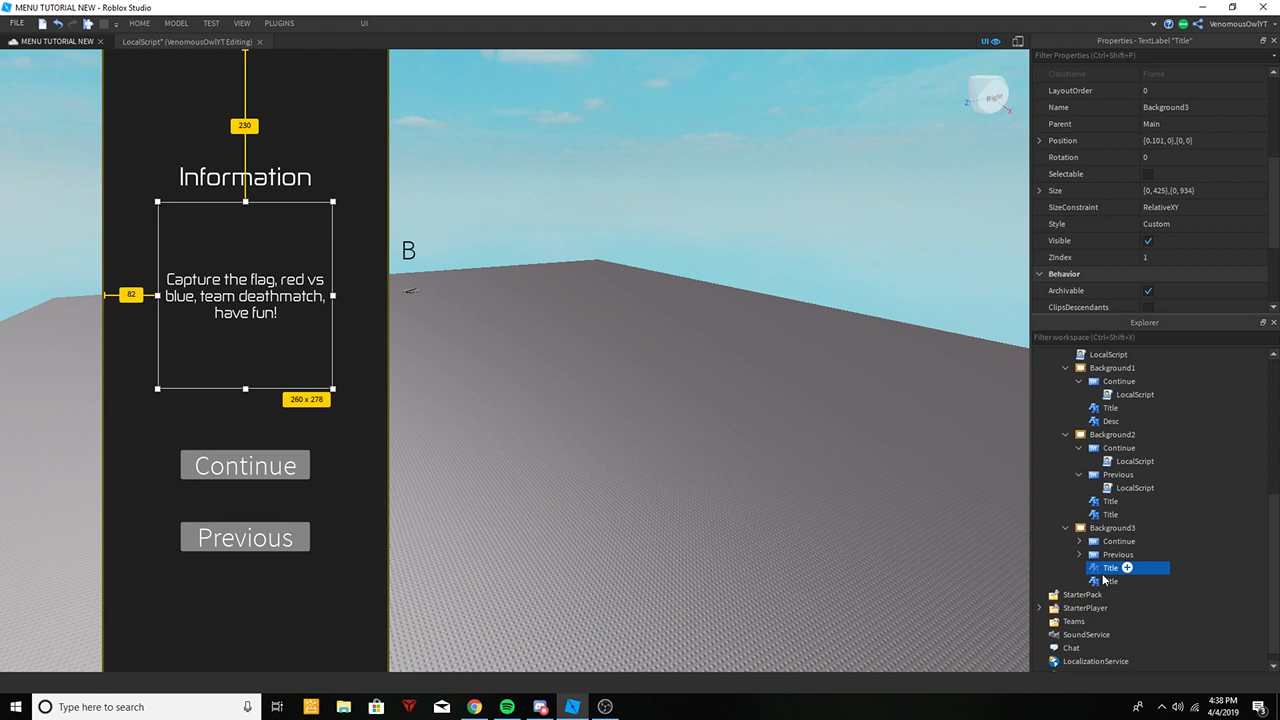 MENU TUTORIAL NEW - Roblox Studio
FILE HOME MODEL TEST VIEW PLUGINS UI VenomousOwlYT
MENU TUTORIAL NEW × LocalScript* (VenomousOwlYT Editing) × UI
Properties - TextLabel "Title"
Filter Properties (Ctrl+Shift+P)
ClassName Frame
LayoutOrder 0
Name Background3
Parent Main
Position {0.101, 0},{0, 0}
Rotation 0
Selectable
Size {0, 425},{0, 934}
SizeConstraint RelativeXY
Style Custom
Visible
ZIndex 1
Behavior
Archivable
ClipsDescendants
Explorer
Filter workspace (Ctrl+Shift+X)
LocalScript
Background1
Continue
LocalScript
Title
Desc
Background2
Continue
LocalScript
Previous
LocalScript
Title
Title
Background3
Continue
Previous
Title
Title
StarterPack
StarterPlayer
Teams
SoundService
Chat
LocalizationService
230
Information
82
Capture the flag, red vs
blue, team deathmatch,
have fun!
260 x 278
Continue
Previous
B
Right
Z
X
Type here to search
4:38 PM
4/4/2019
3